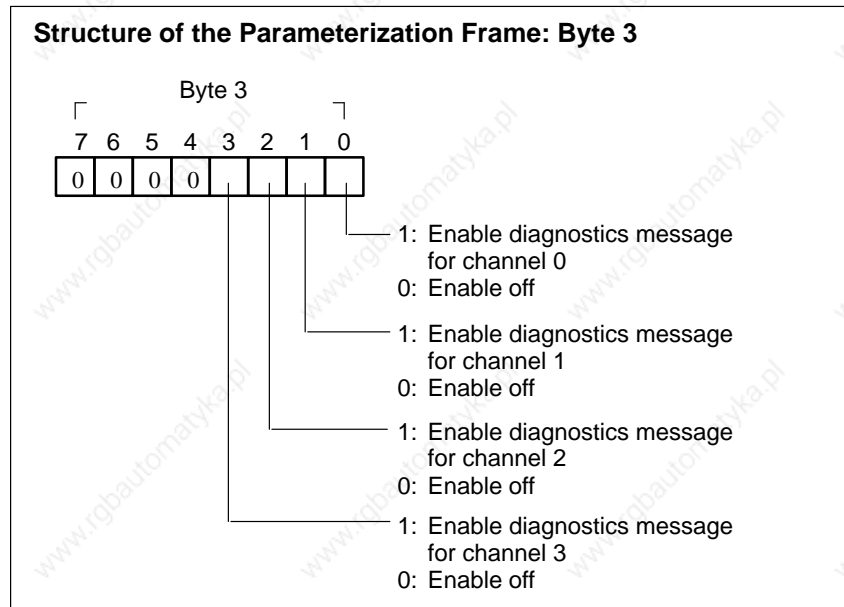 Structure of the Parameterization Frame: Byte 3
Byte 3
7 6 5 4 3 2 1 0
0 0 0 0
1: Enable diagnostics message
for channel 0
0: Enable off
1: Enable diagnostics message
for channel 1
0: Enable off
1: Enable diagnostics message
for channel 2
0: Enable off
1: Enable diagnostics message
for channel 3
0: Enable off
www.rgbautomatyka.pl